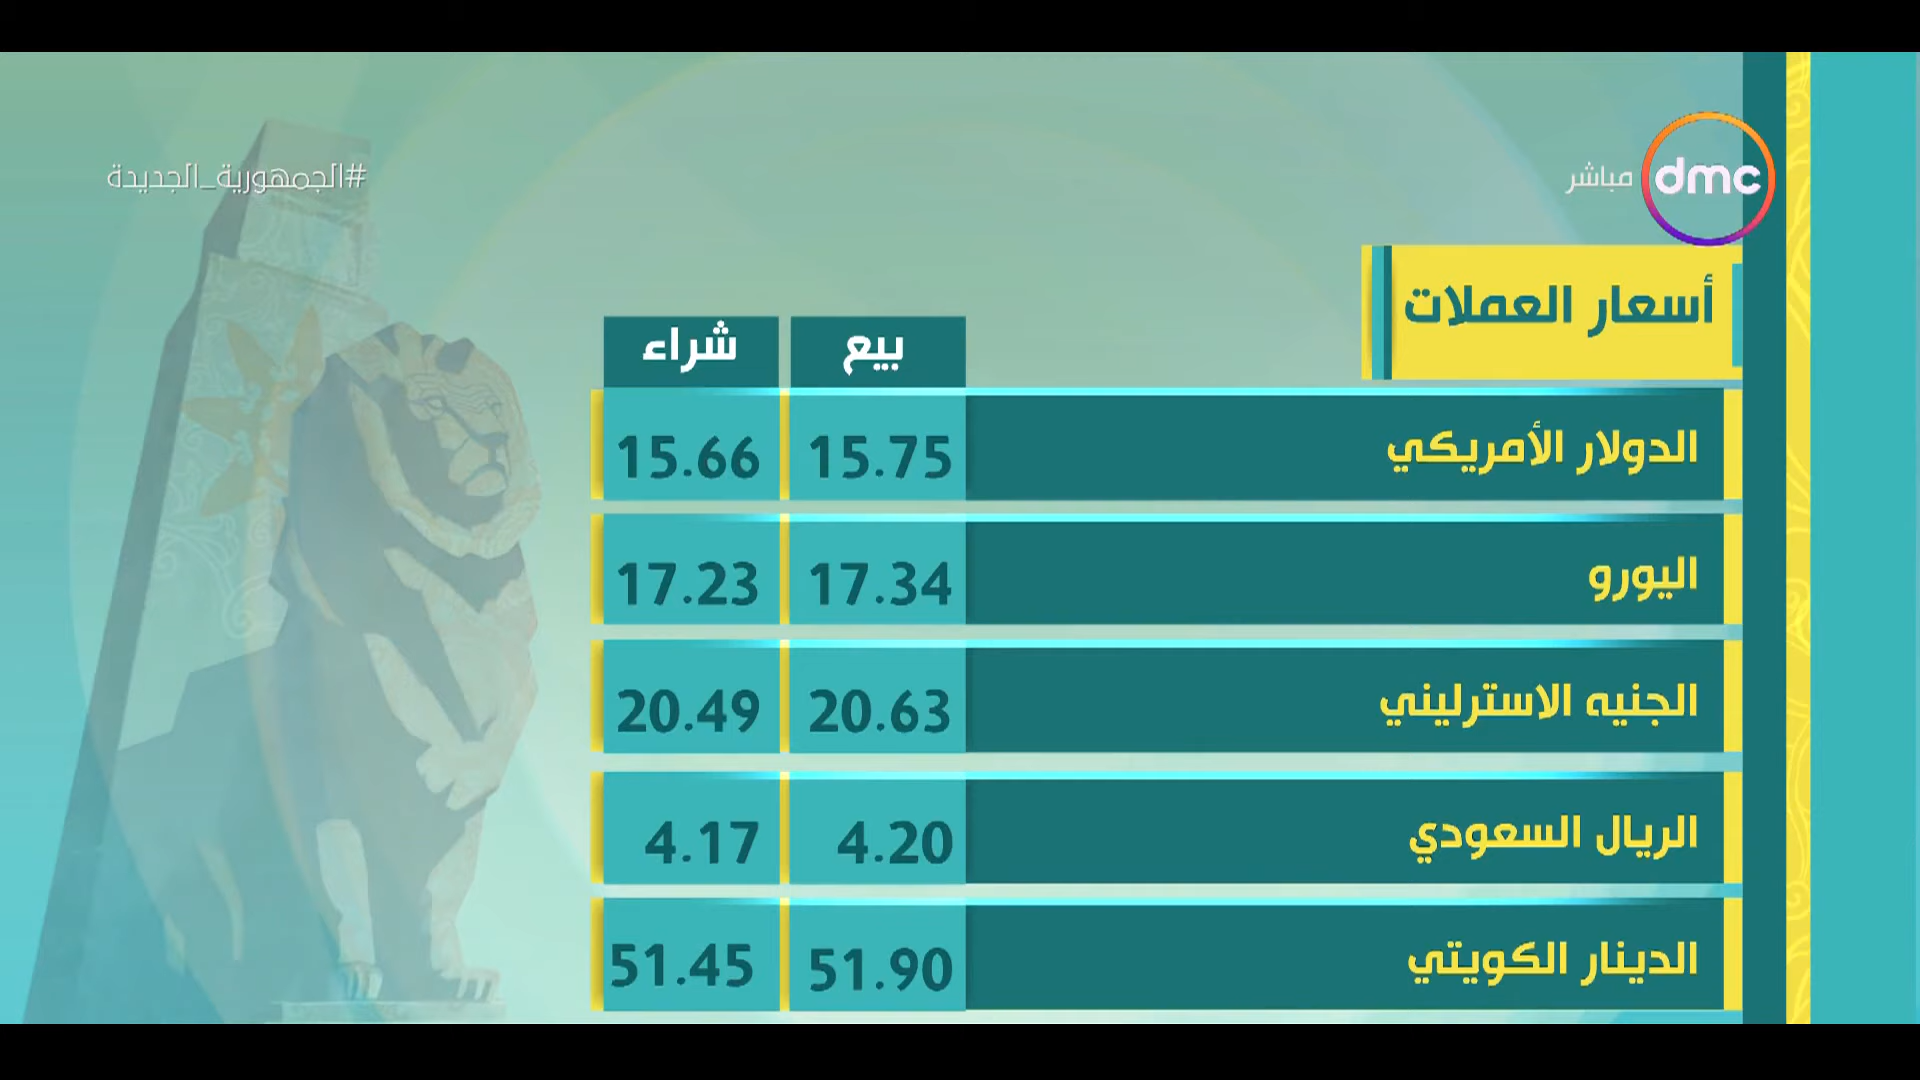 dmc مباشر
#الجمهورية_الجديدة
أسعار العملات
بيع شراء
الدولار الأمريكي 15.75 15.66
اليورو 17.34 17.23
الجنيه الاسترليني 20.63 20.49
الريال السعودي 4.20 4.17
الدينار الكويتي 51.90 51.45